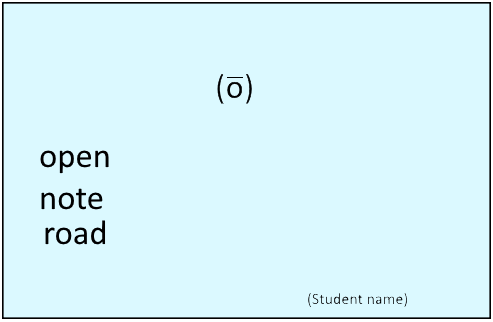 (ō)
open
note
road
(Student name)